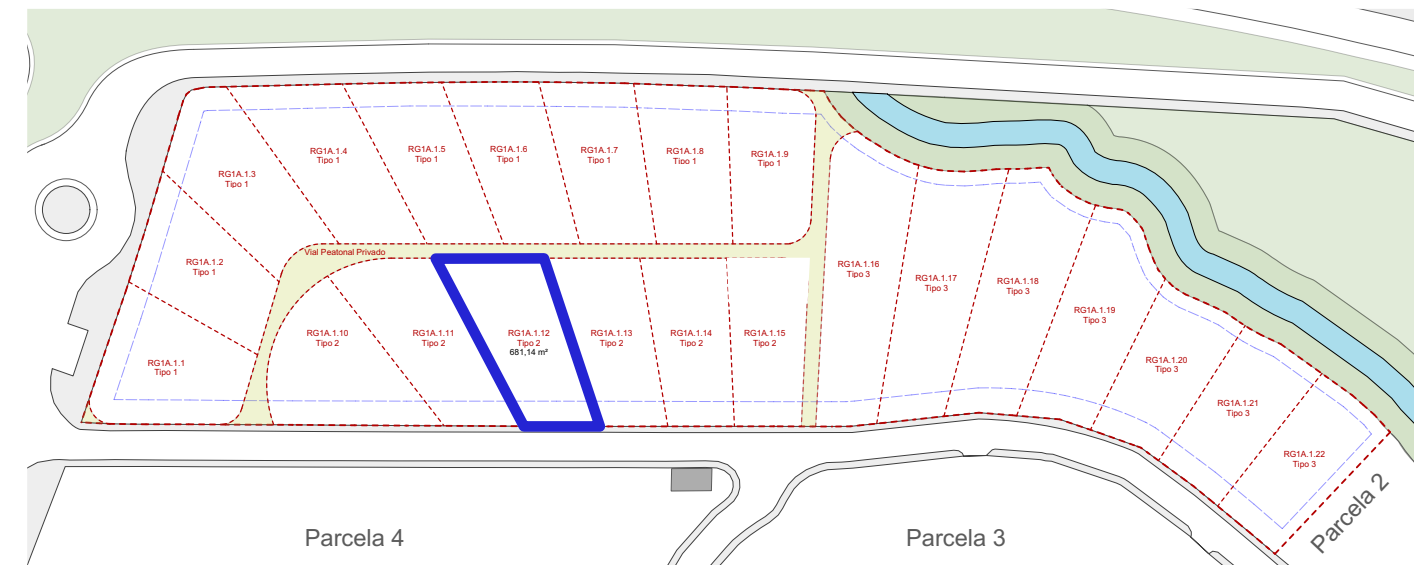 RG1A.1.4
Tipo 1
RG1A.1.5
Tipo 1
RG1A.1.6
Tipo 1
RG1A.1.7
Tipo 1
RG1A.1.8
Tipo 1
RG1A.1.9
Tipo 1
RG1A.1.3
Tipo 1
RG1A.1.2
Tipo 1
Vial Peatonal Privado
RG1A.1.16
Tipo 3
RG1A.1.17
Tipo 3
RG1A.1.18
Tipo 3
RG1A.1.19
Tipo 3
RG1A.1.1
Tipo 1
RG1A.1.10
Tipo 2
RG1A.1.11
Tipo 2
RG1A.1.12
Tipo 2
681,14 m²
RG1A.1.13
Tipo 2
RG1A.1.14
Tipo 2
RG1A.1.15
Tipo 2
RG1A.1.20
Tipo 3
RG1A.1.21
Tipo 3
RG1A.1.22
Tipo 3
Parcela 4
Parcela 3
Parcela 2